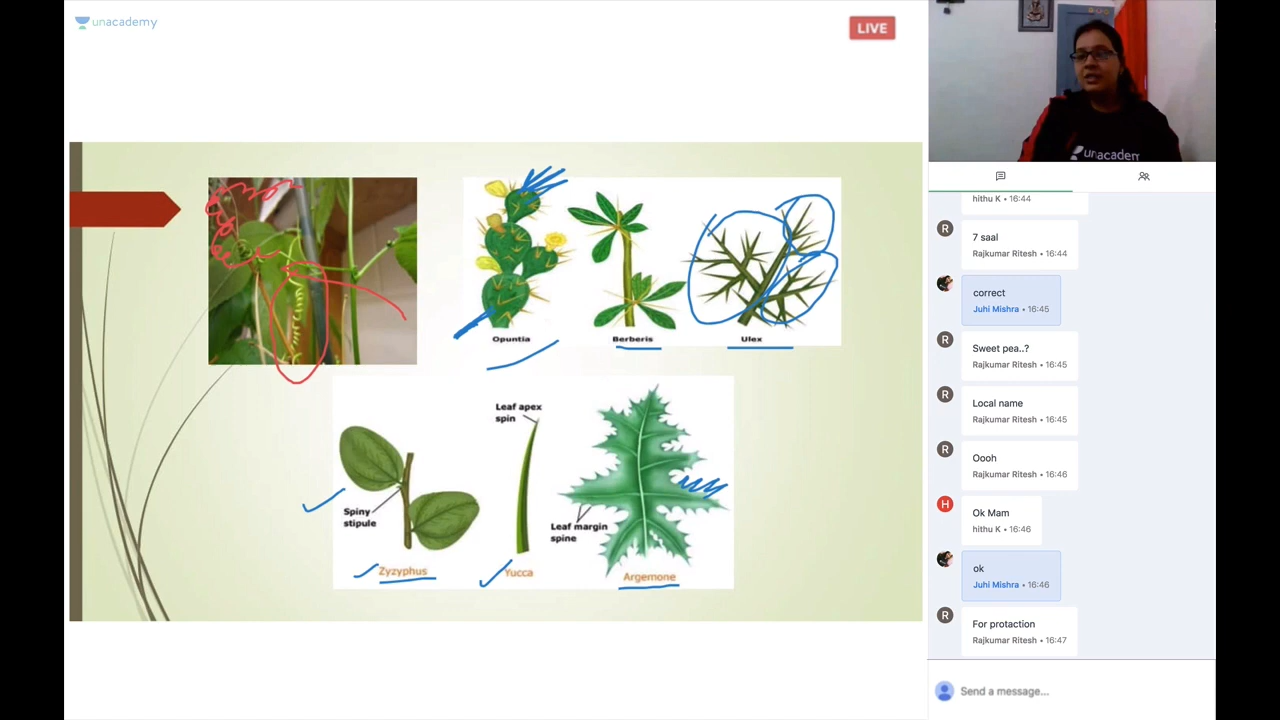 unacademy
LIVE
Opuntia
Berberis
Ulex
Leaf apex
spin
Spiny
stipule
Leaf margin
spine
Zyzyphus
Yucca
Argemone
unacademy
hithu K • 16:44
R
7 saal
Rajkumar Ritesh • 16:44
correct
Juhi Mishra • 16:45
R
Sweet pea..?
Rajkumar Ritesh • 16:45
R
Local name
Rajkumar Ritesh • 16:45
R
Oooh
Rajkumar Ritesh • 16:46
H
Ok Mam
hithu K • 16:46
ok
Juhi Mishra • 16:46
R
For protaction
Rajkumar Ritesh • 16:47
Send a message...